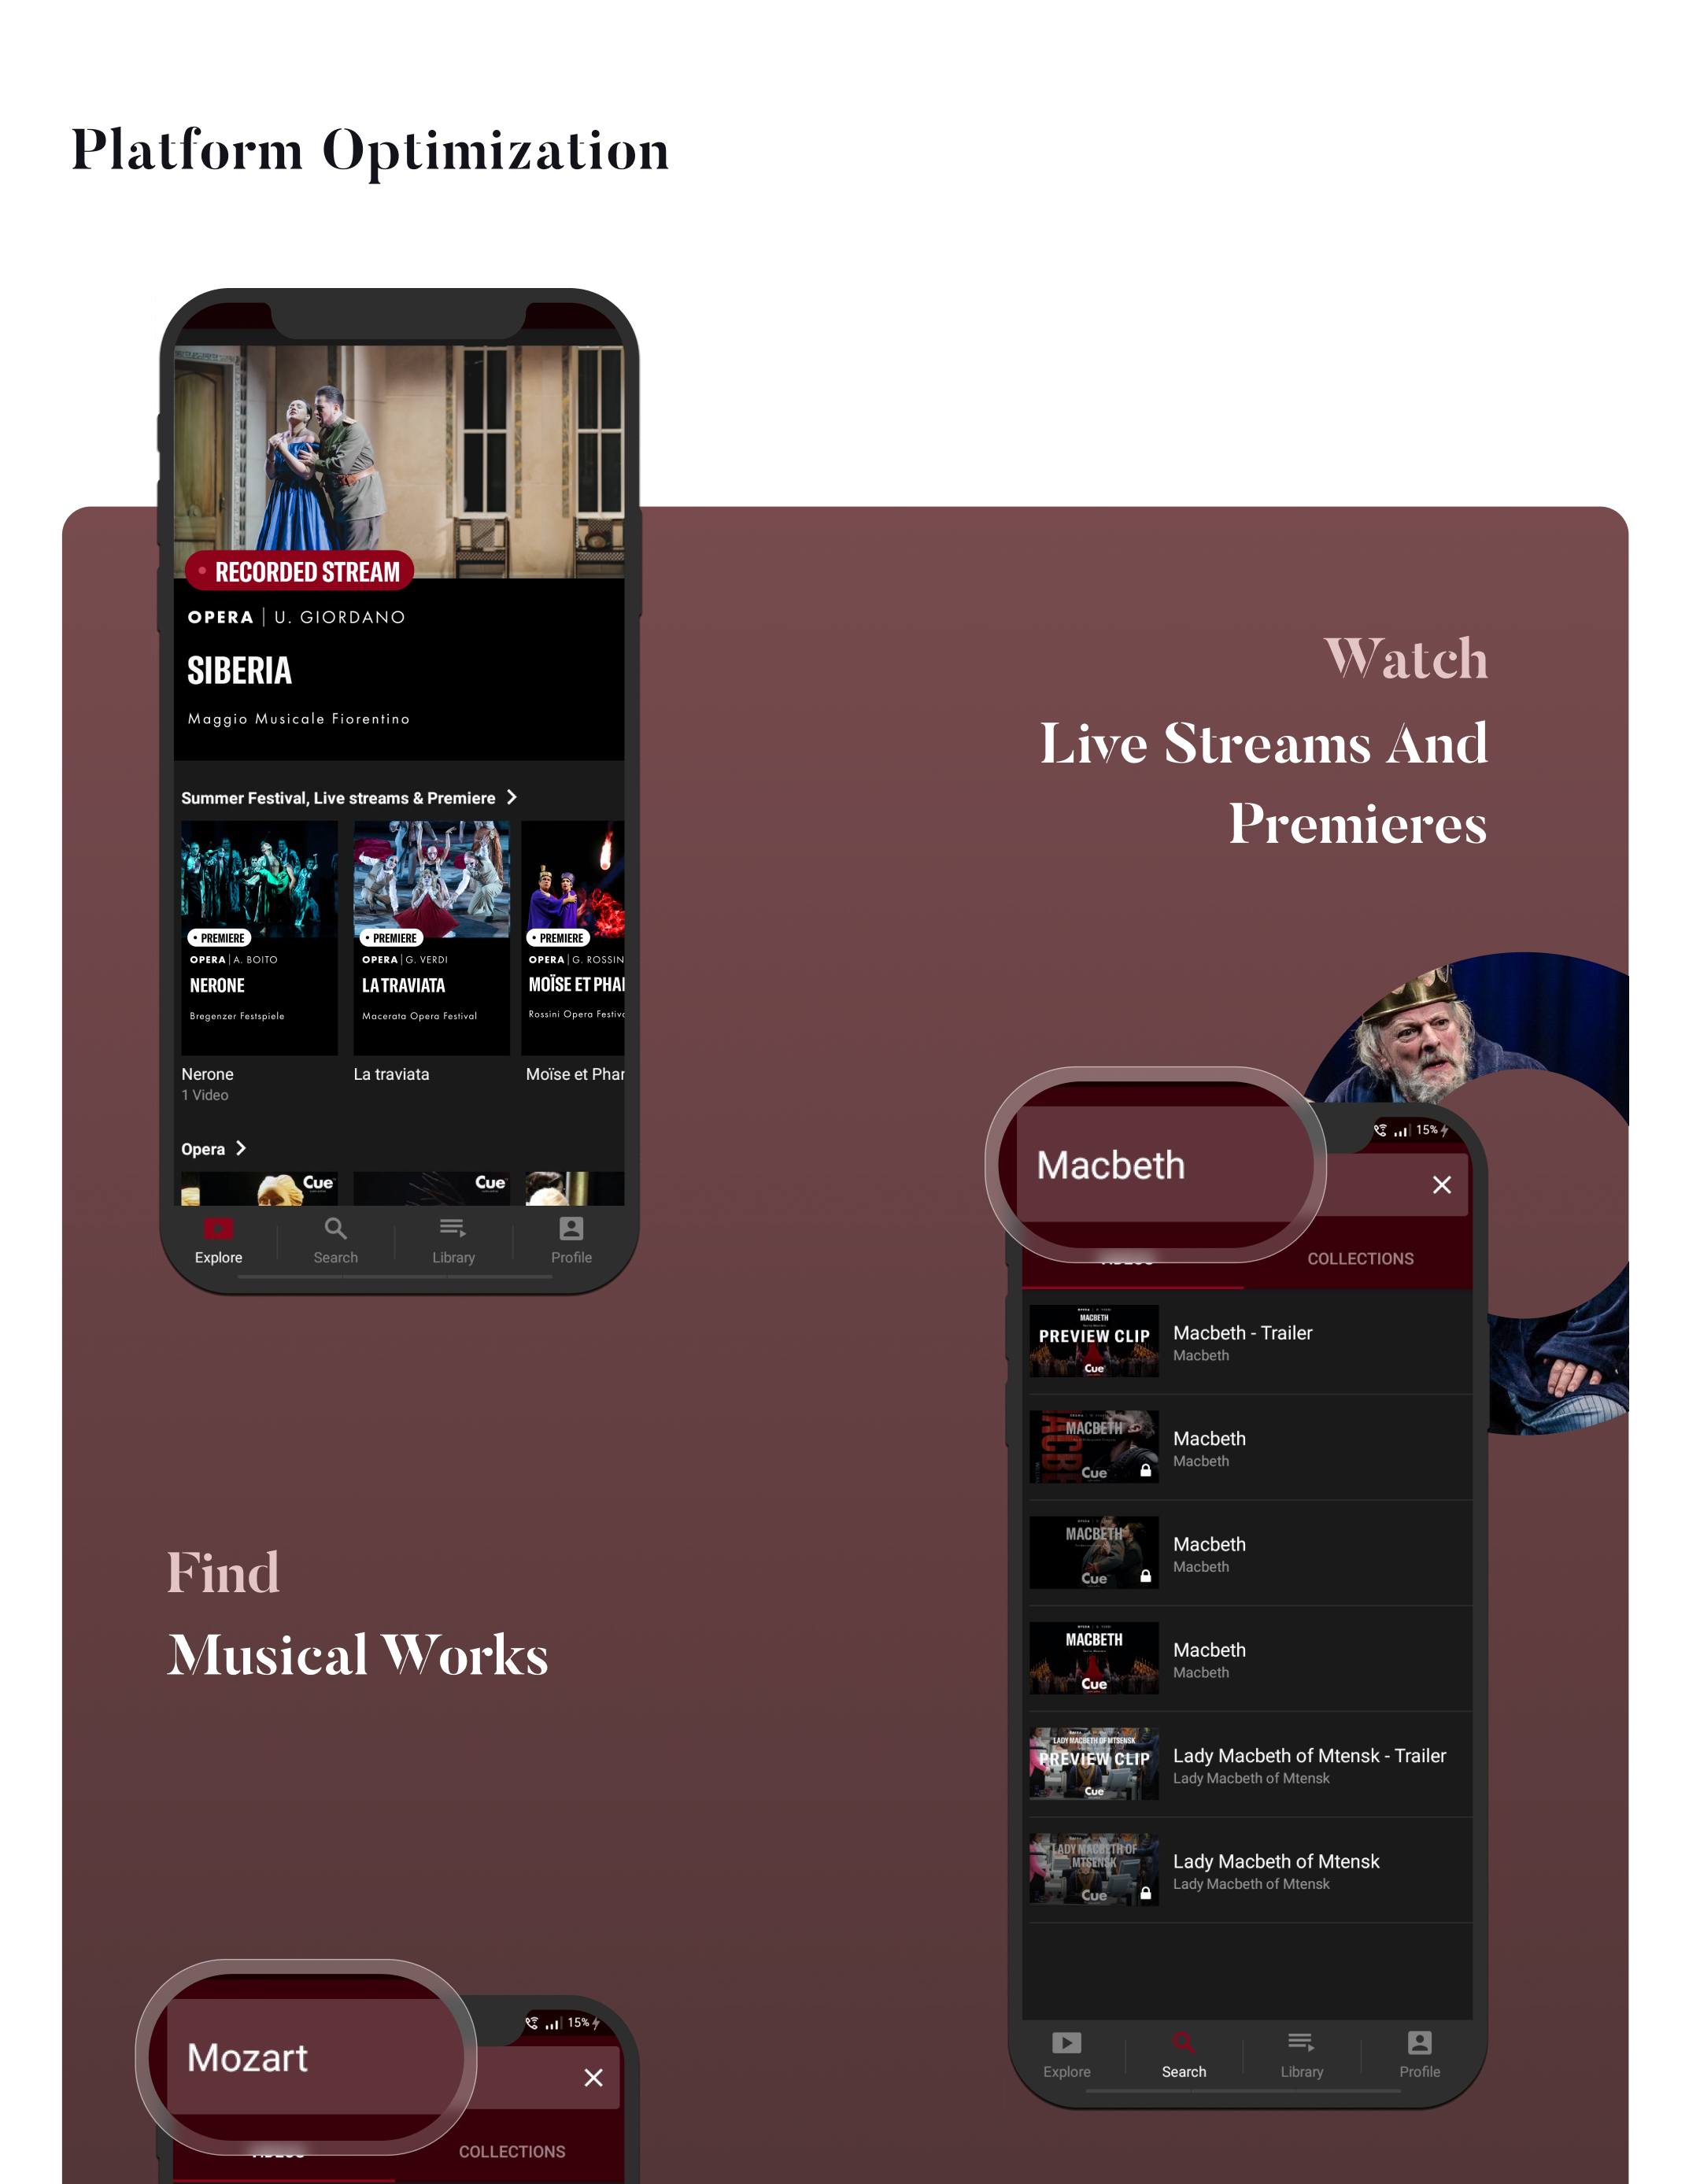 Platform Optimization
RECORDED STREAM
OPERA | U. GIORDANO
SIBERIA
Maggio Musicale Fiorentino
Summer Festival, Live streams & Premiere
PREMIERE
OPERA | A. BOITO
NERONE
Bregenzer Festspiele
Nerone
1 Video
PREMIERE
OPERA | G. VERDI
LA TRAVIATA
Macerata Opera Festival
La traviata
PREMIERE
OPERA | G. ROSSIN
MOÏSE ET PHA
Rossini Opera Festiv
Moïse et Phar
Opera
Cue
Cue
Explore
Search
Library
Profile
Watch
Live Streams And
Premieres
15%
Macbeth
COLLECTIONS
MACBETH
PREVIEW CLIP
Cue
Macbeth - Trailer
Macbeth
MACBETH
Cue
Macbeth
Macbeth
MACBETH
Cue
Macbeth
Macbeth
MACBETH
Cue
Macbeth
Macbeth
LADY MACBETH OF MTSENSK
PREVIEW CLIP
Cue
Lady Macbeth of Mtensk - Trailer
Lady Macbeth of Mtensk
LADY MACBETH OF
MTSENSK
Cue
Lady Macbeth of Mtensk
Lady Macbeth of Mtensk
Explore
Search
Library
Profile
Find
Musical Works
15%
Mozart
COLLECTIONS